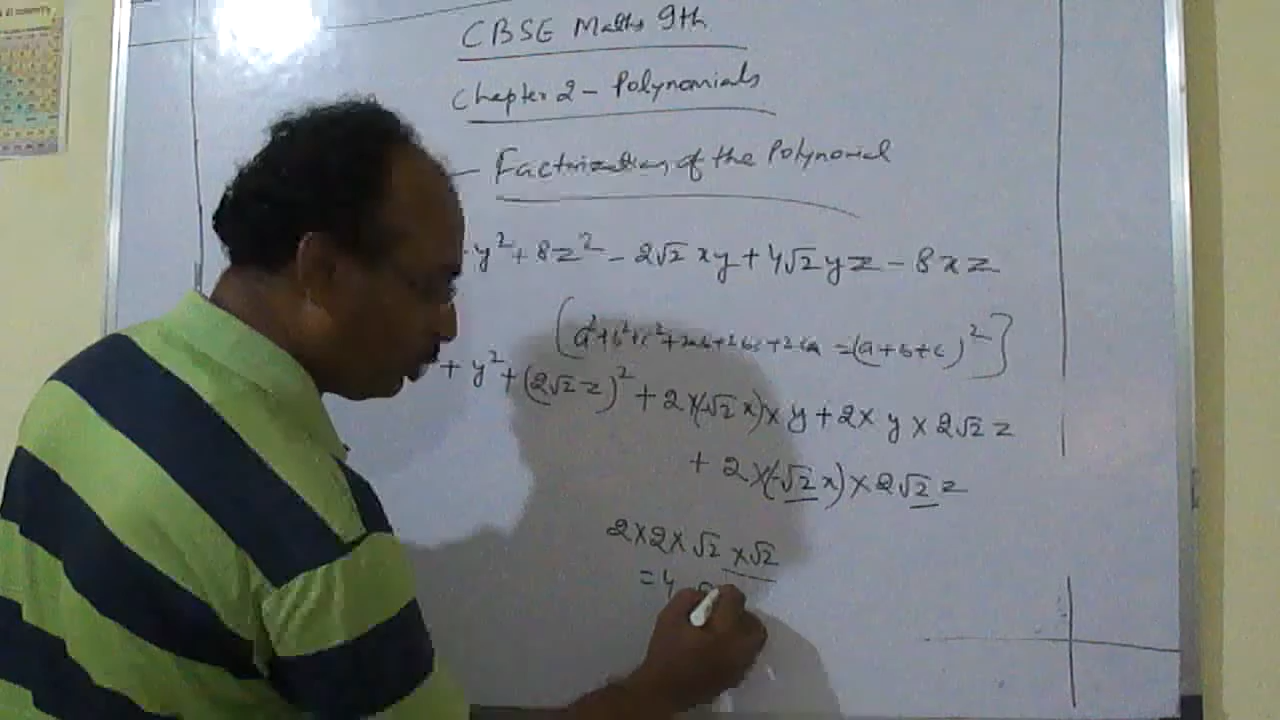 CBSE Maths 9th
Chapter 2 - Polynomials
- Factorization of the Polynomial
y² + 8z² - 2√2 xy + 4√2 yz - 8xz
[a²+b²+c²+2ab+2bc+2ca = (a+b+c)²]
+ y² + (2√2 z)² + 2×(-√2 x)× y + 2× y × 2√2 z
+ 2×(-√2 x)× 2√2 z
2×2×√2 ×√2
= 4